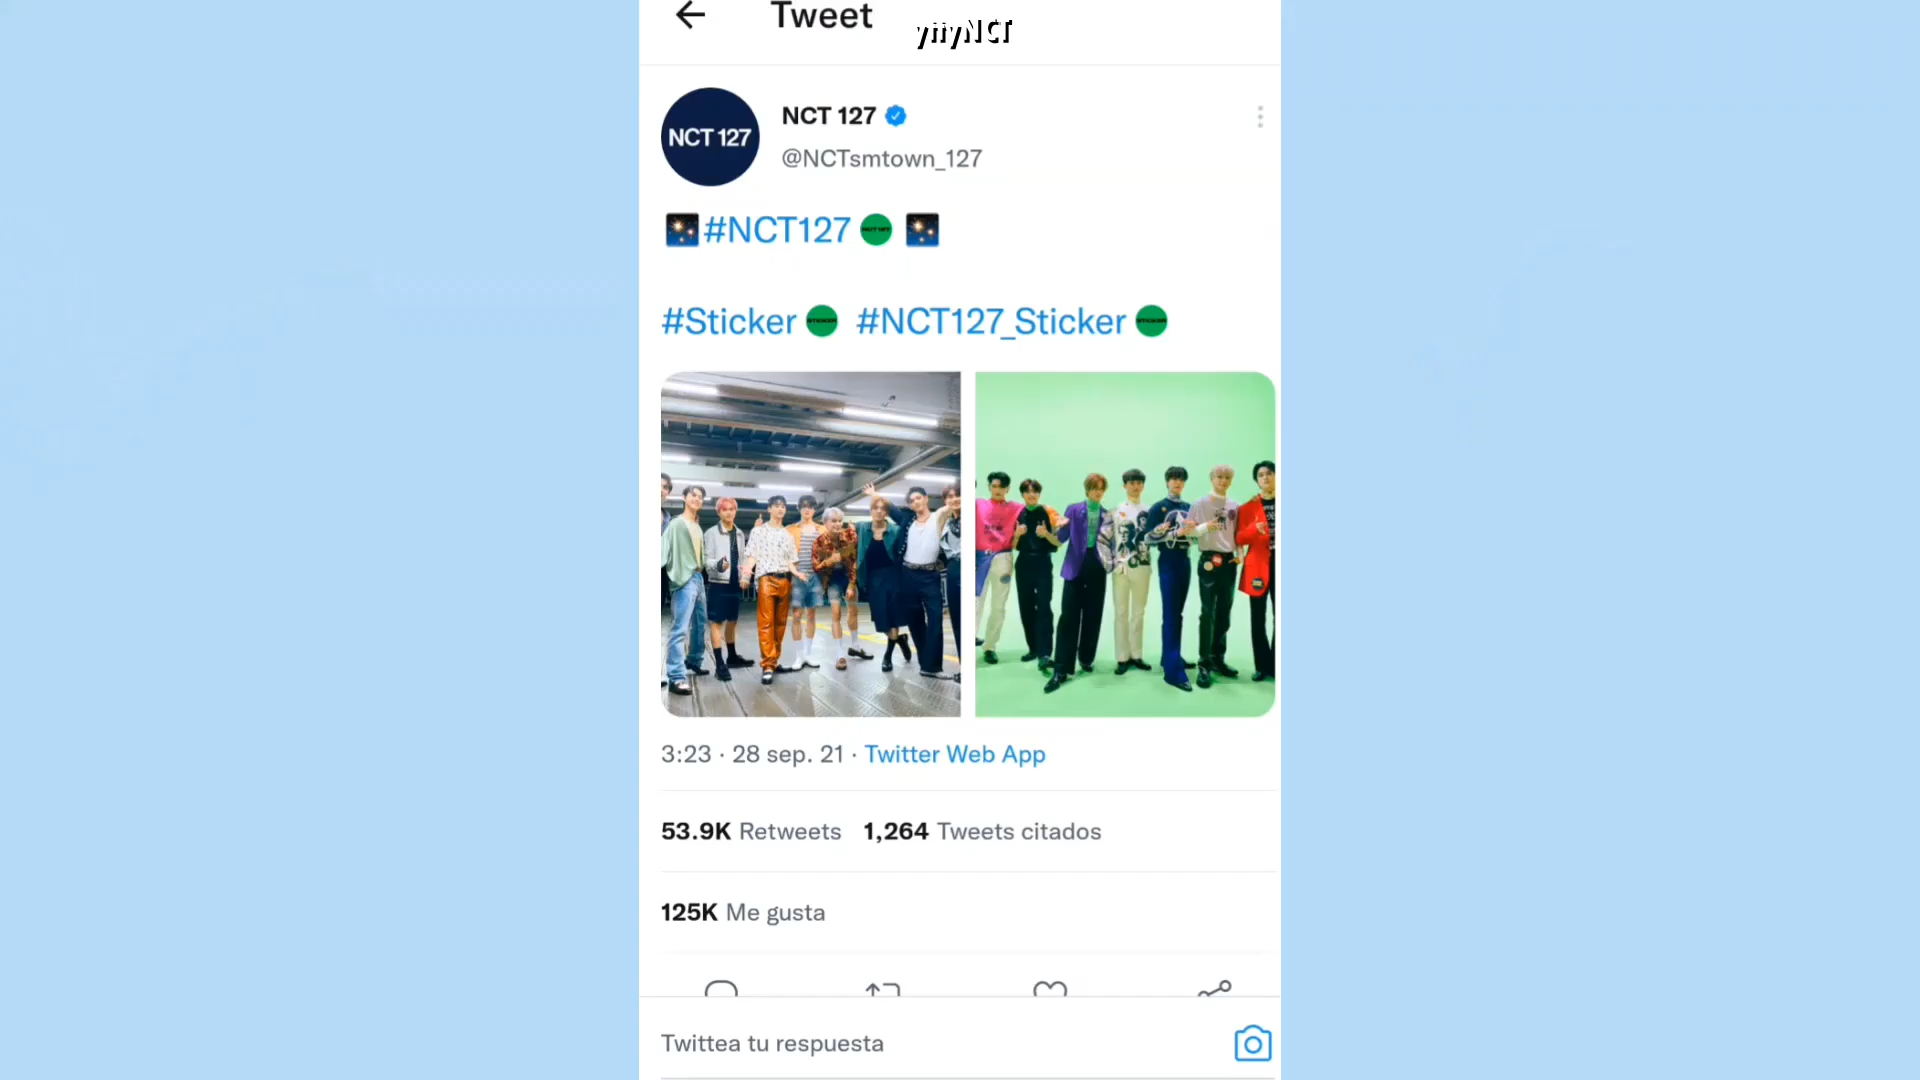 Tweet
ynyNCT
NCT 127
NCT 127
@NCTsmtown_127
#NCT127
#Sticker #NCT127_Sticker
3:23 · 28 sep. 21 · Twitter Web App
53.9K Retweets 1,264 Tweets citados
125K Me gusta
Twittea tu respuesta